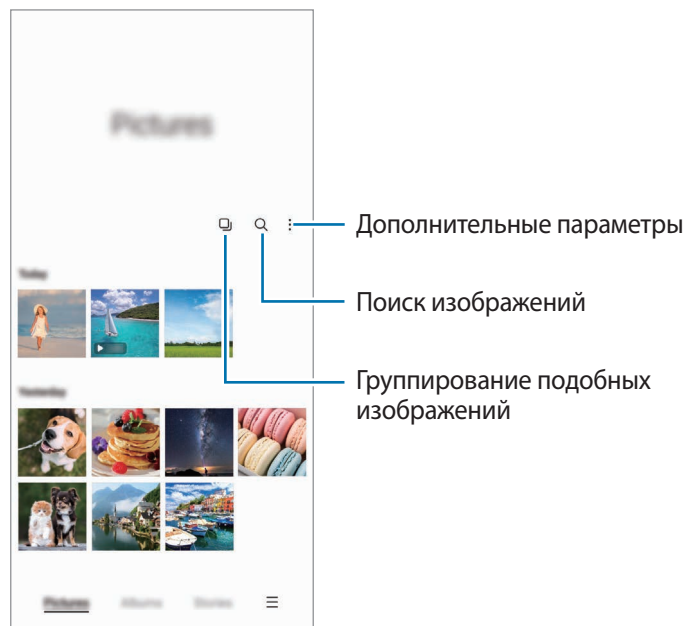 Pictures
Дополнительные параметры
Today
Поиск изображений
Группирование подобных
изображений
Yesterday
Pictures
Albums
Stories